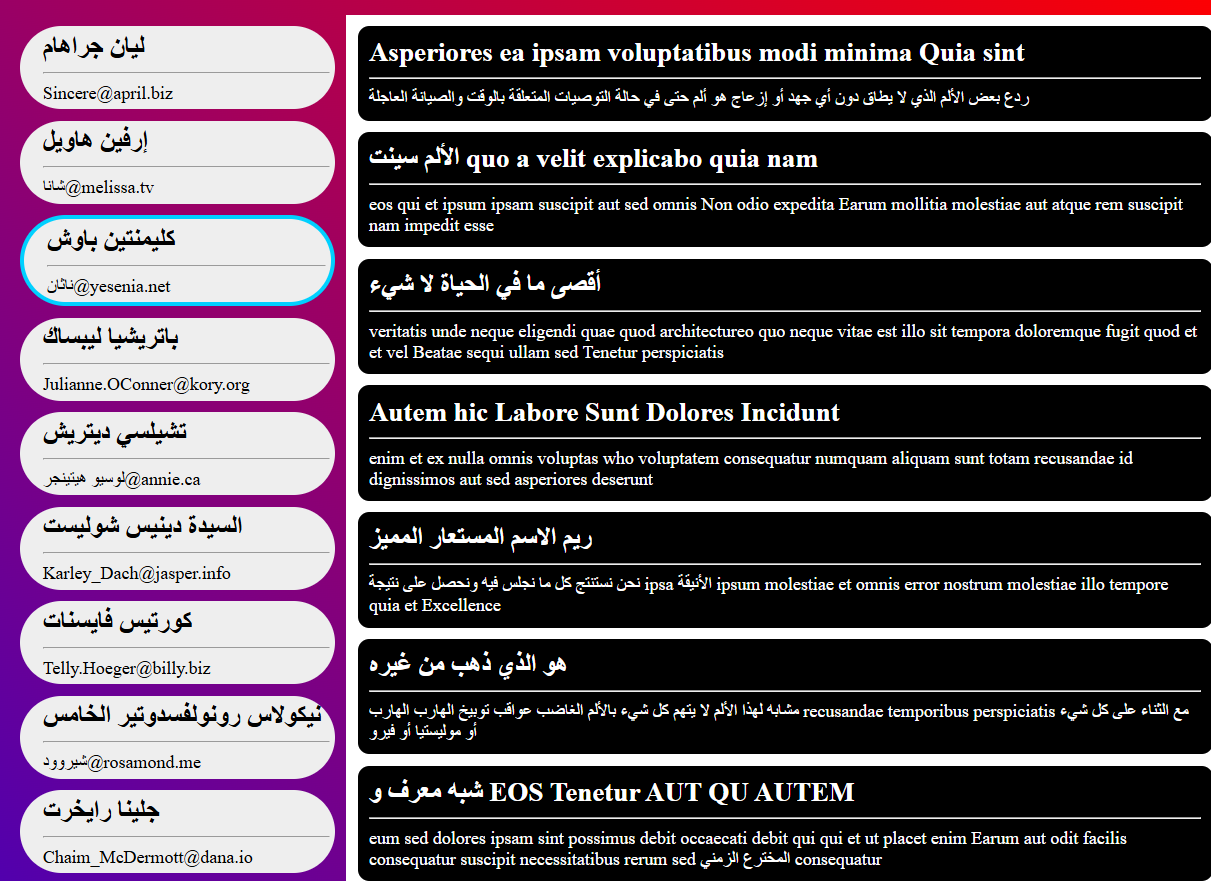 ليان جراهام
Sincere@april.biz
إرفين هاويل
شانا@melissa.tv
كليمنتين باوش
ناثان@yesenia.net
باتريشيا ليبساك
Julianne.OConner@kory.org
تشيلسي ديتريش
لوسيو هيتينجر@annie.ca
السيدة دينيس شوليست
Karley_Dach@jasper.info
كورتيس فايسنات
Telly.Hoeger@billy.biz
نيكولاس رونولفسدوتير الخامس
شيروود@rosamond.me
جلينا رايخرت
Chaim_McDermott@dana.io
Asperiores ea ipsam voluptatibus modi minima Quia sint
ردع بعض الألم الذي لا يطاق دون أي جهد أو إزعاج هو ألم حتى في حالة التوصيات المتعلقة بالوقت والصيانة العاجلة
الألم سينت quo a velit explicabo quia nam
eos qui et ipsum ipsam suscipit aut sed omnis Non odio expedita Earum mollitia molestiae aut atque rem suscipit
nam impedit esse
أقصى ما في الحياة لا شيء
veritatis unde neque eligendi quae quod architectureo quo neque vitae est illo sit tempora doloremque fugit quod et
et vel Beatae sequi ullam sed Tenetur perspiciatis
Autem hic Labore Sunt Dolores Incidunt
enim et ex nulla omnis voluptas who voluptatem consequatur numquam aliquam sunt totam recusandae id
dignissimos aut sed asperiores deserunt
ريم الاسم المستعار المميز
نحن نستنتج كل ما نجلس فيه ونحصل على نتيجة ipsa الأنيقة ipsum molestiae et omnis error nostrum molestiae illo tempore
quia et Excellence
هو الذي ذهب من غيره
مشابه لهذا الألم لا يتهم كل شيء بالألم الغاضب عواقب توبيخ الهارب الهارب recusandae temporibus perspiciatis مع الثناء على كل شيء
أو موليستيا أو فيرو
شبه معرف و EOS Tenetur AUT QU AUTEM
eum sed dolores ipsam sint possimus debit occaecati debit qui qui et ut placet enim Earum aut odit facilis
consequatur suscipit necessitatibus rerum sed المخترع الزمني consequatur